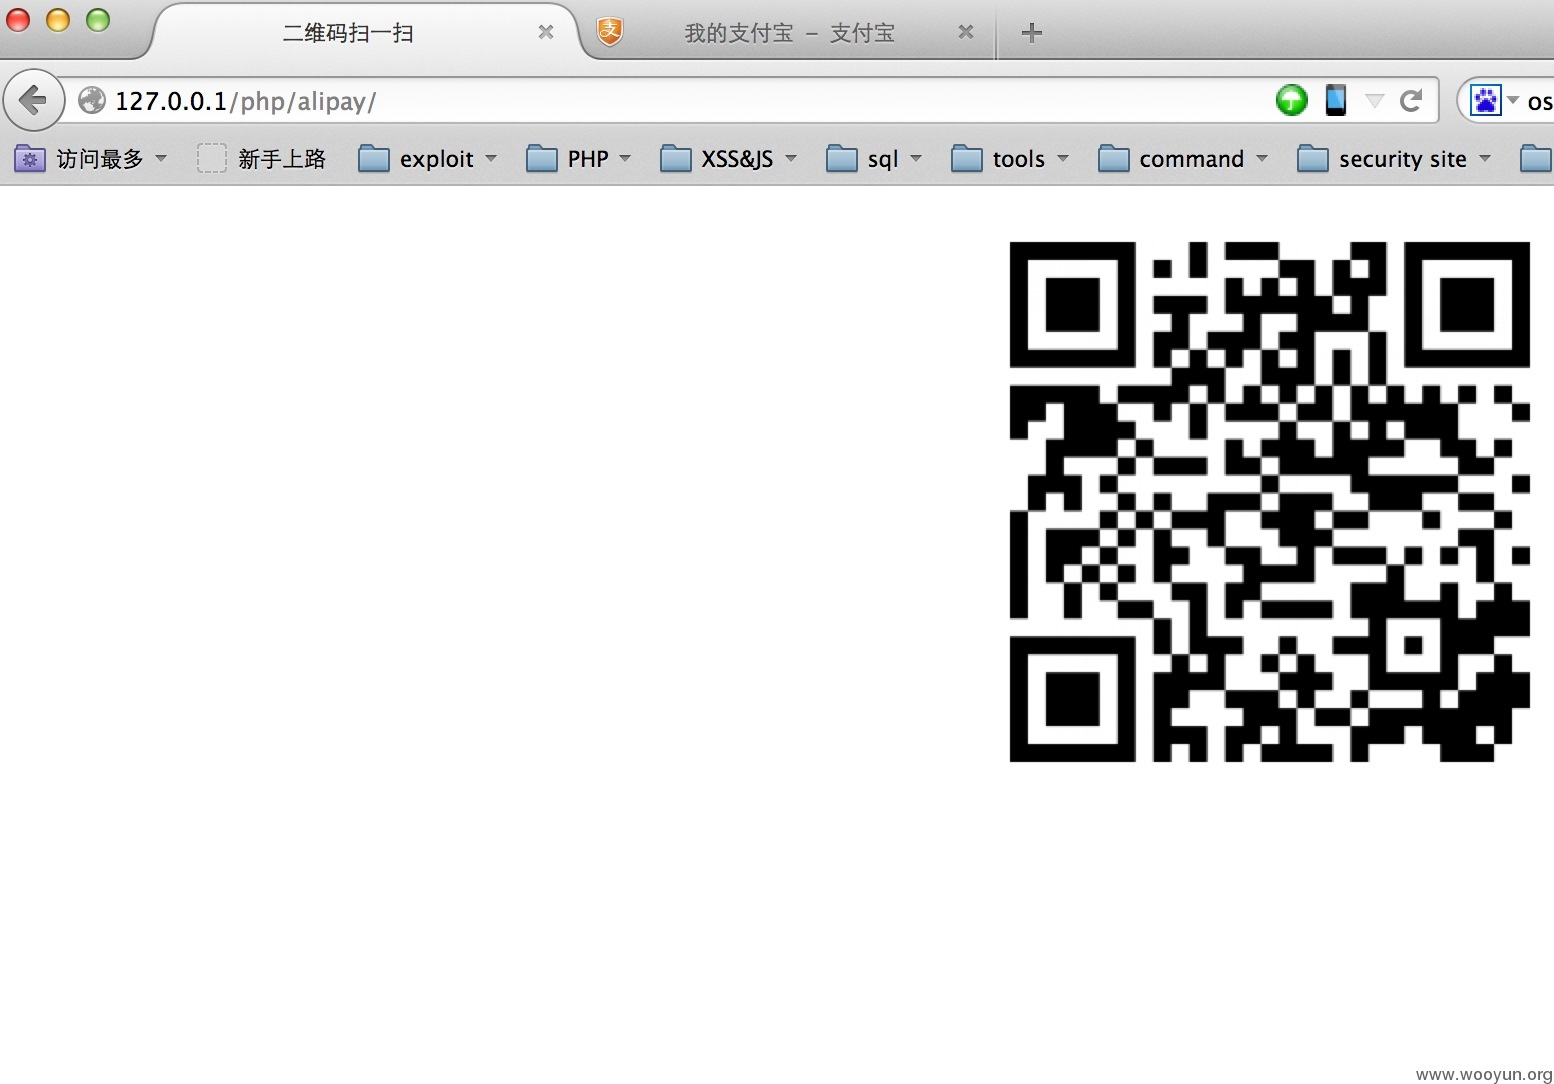 二维码扫一扫
支
我的支付宝 – 支付宝
127.0.0.1/php/alipay/
os
访问最多
新手上路
exploit
PHP
XSS&JS
sql
tools
command
security site
www.wooyun.org